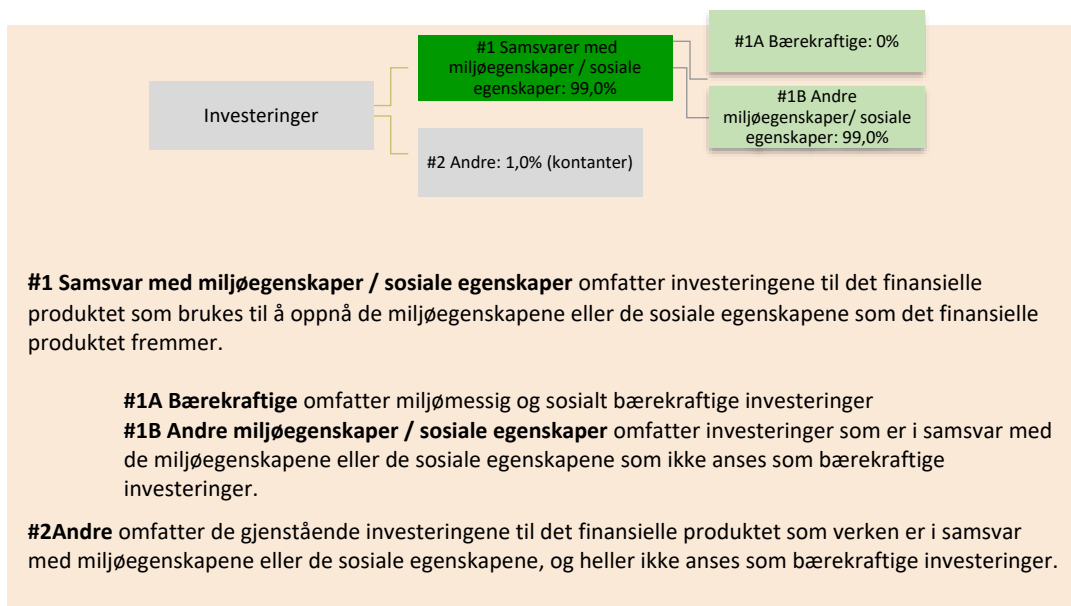 Investeringer
#1 Samsvarer med
miljøegenskaper / sosiale
egenskaper: 99,0%
#2 Andre: 1,0% (kontanter)
#1A Bærekraftige: 0%
#1B Andre
miljøegenskaper/ sosiale
egenskaper: 99,0%
#1 Samsvar med miljøegenskaper / sosiale egenskaper omfatter investeringene til det finansielle
produktet som brukes til å oppnå de miljøegenskapene eller de sosiale egenskapene som det finansielle
produktet fremmer.
#1A Bærekraftige omfatter miljømessig og sosialt bærekraftige investeringer
#1B Andre miljøegenskaper / sosiale egenskaper omfatter investeringer som er i samsvar med
de miljøegenskapene eller de sosiale egenskapene som ikke anses som bærekraftige
investeringer.
#2Andre omfatter de gjenstående investeringene til det finansielle produktet som verken er i samsvar
med miljøegenskapene eller de sosiale egenskapene, og heller ikke anses som bærekraftige investeringer.